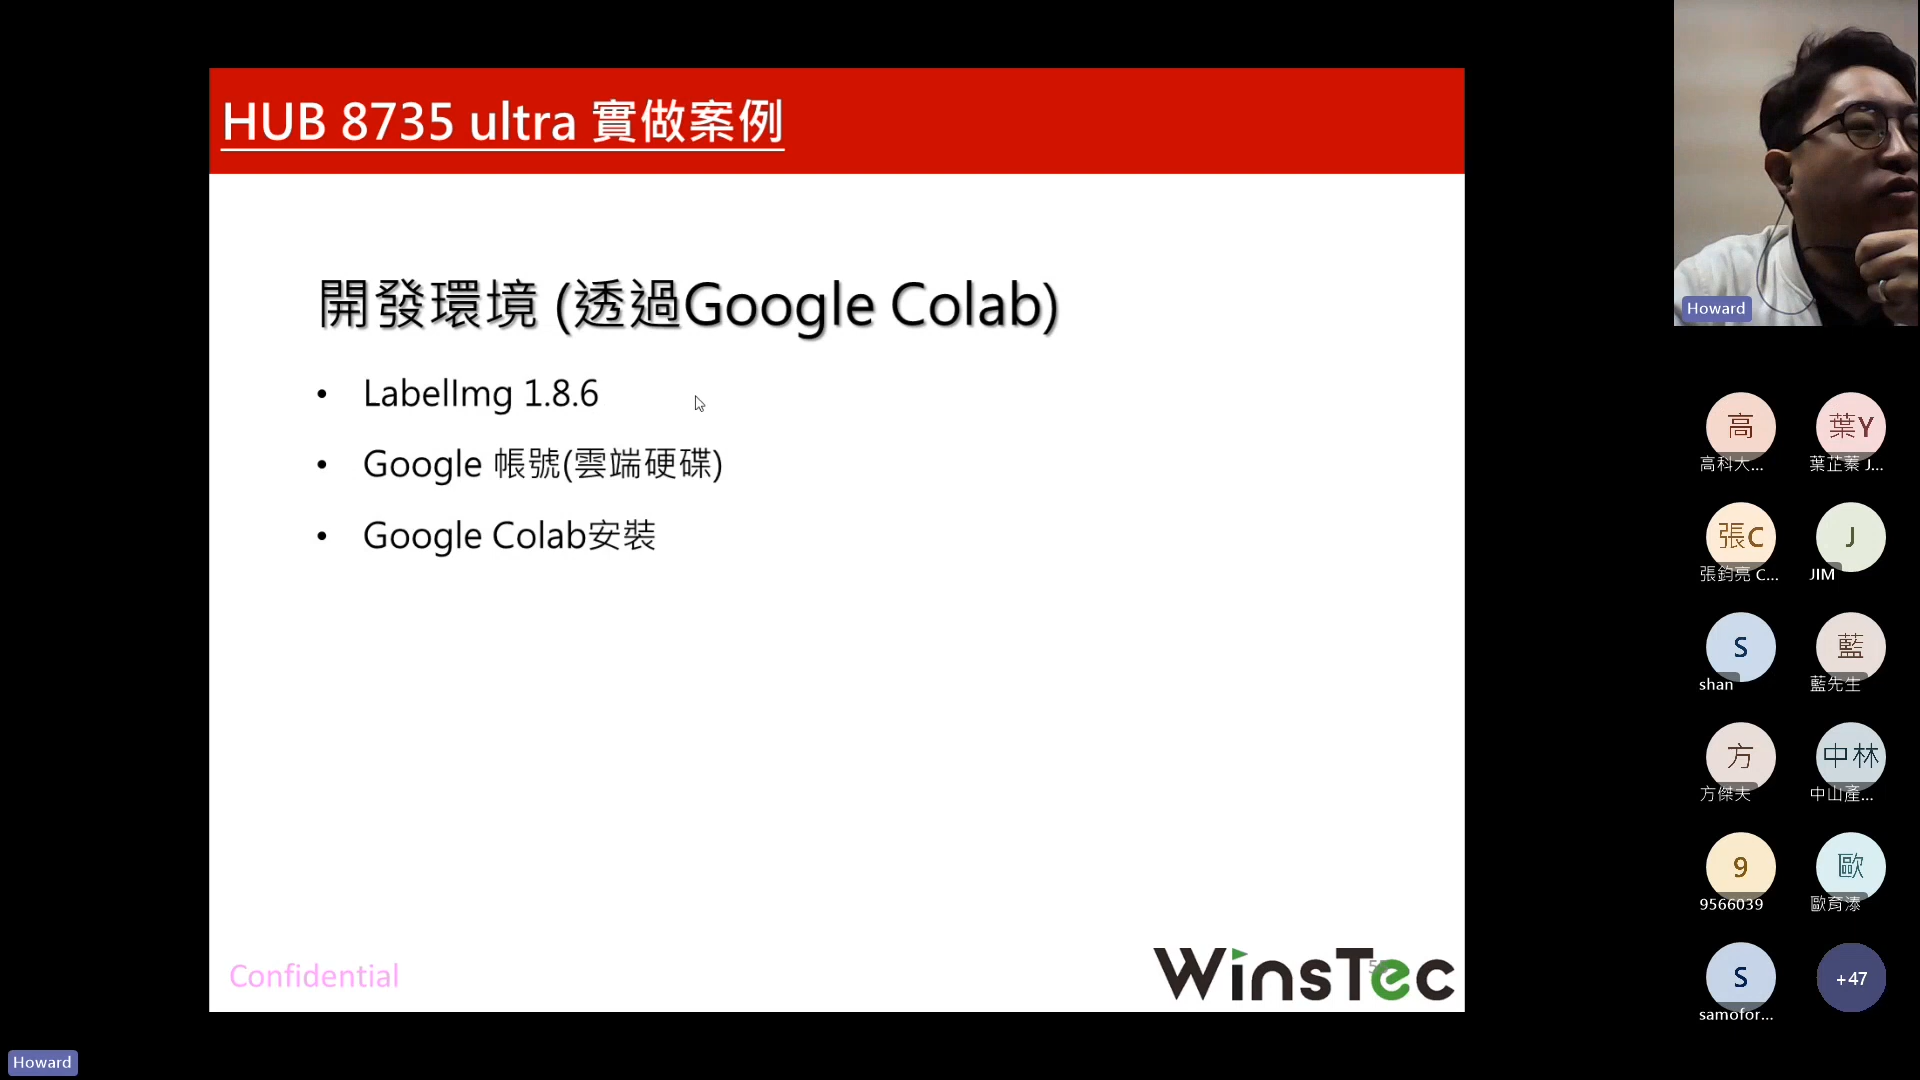 HUB 8735 ultra 實做案例
開發環境 (透過Google Colab)
• LabelImg 1.8.6
• Google 帳號(雲端硬碟)
• Google Colab安裝
Confidential
WinsTec
Howard
高
高科大...
葉Y
葉芷蓁 J...
張C
張鈞亮 C...
J
JIM
S
shan
藍
藍先生
方
方傑夫
中林
中山產...
9
9566039
歐
歐育溙
S
samofor...
+47
Howard